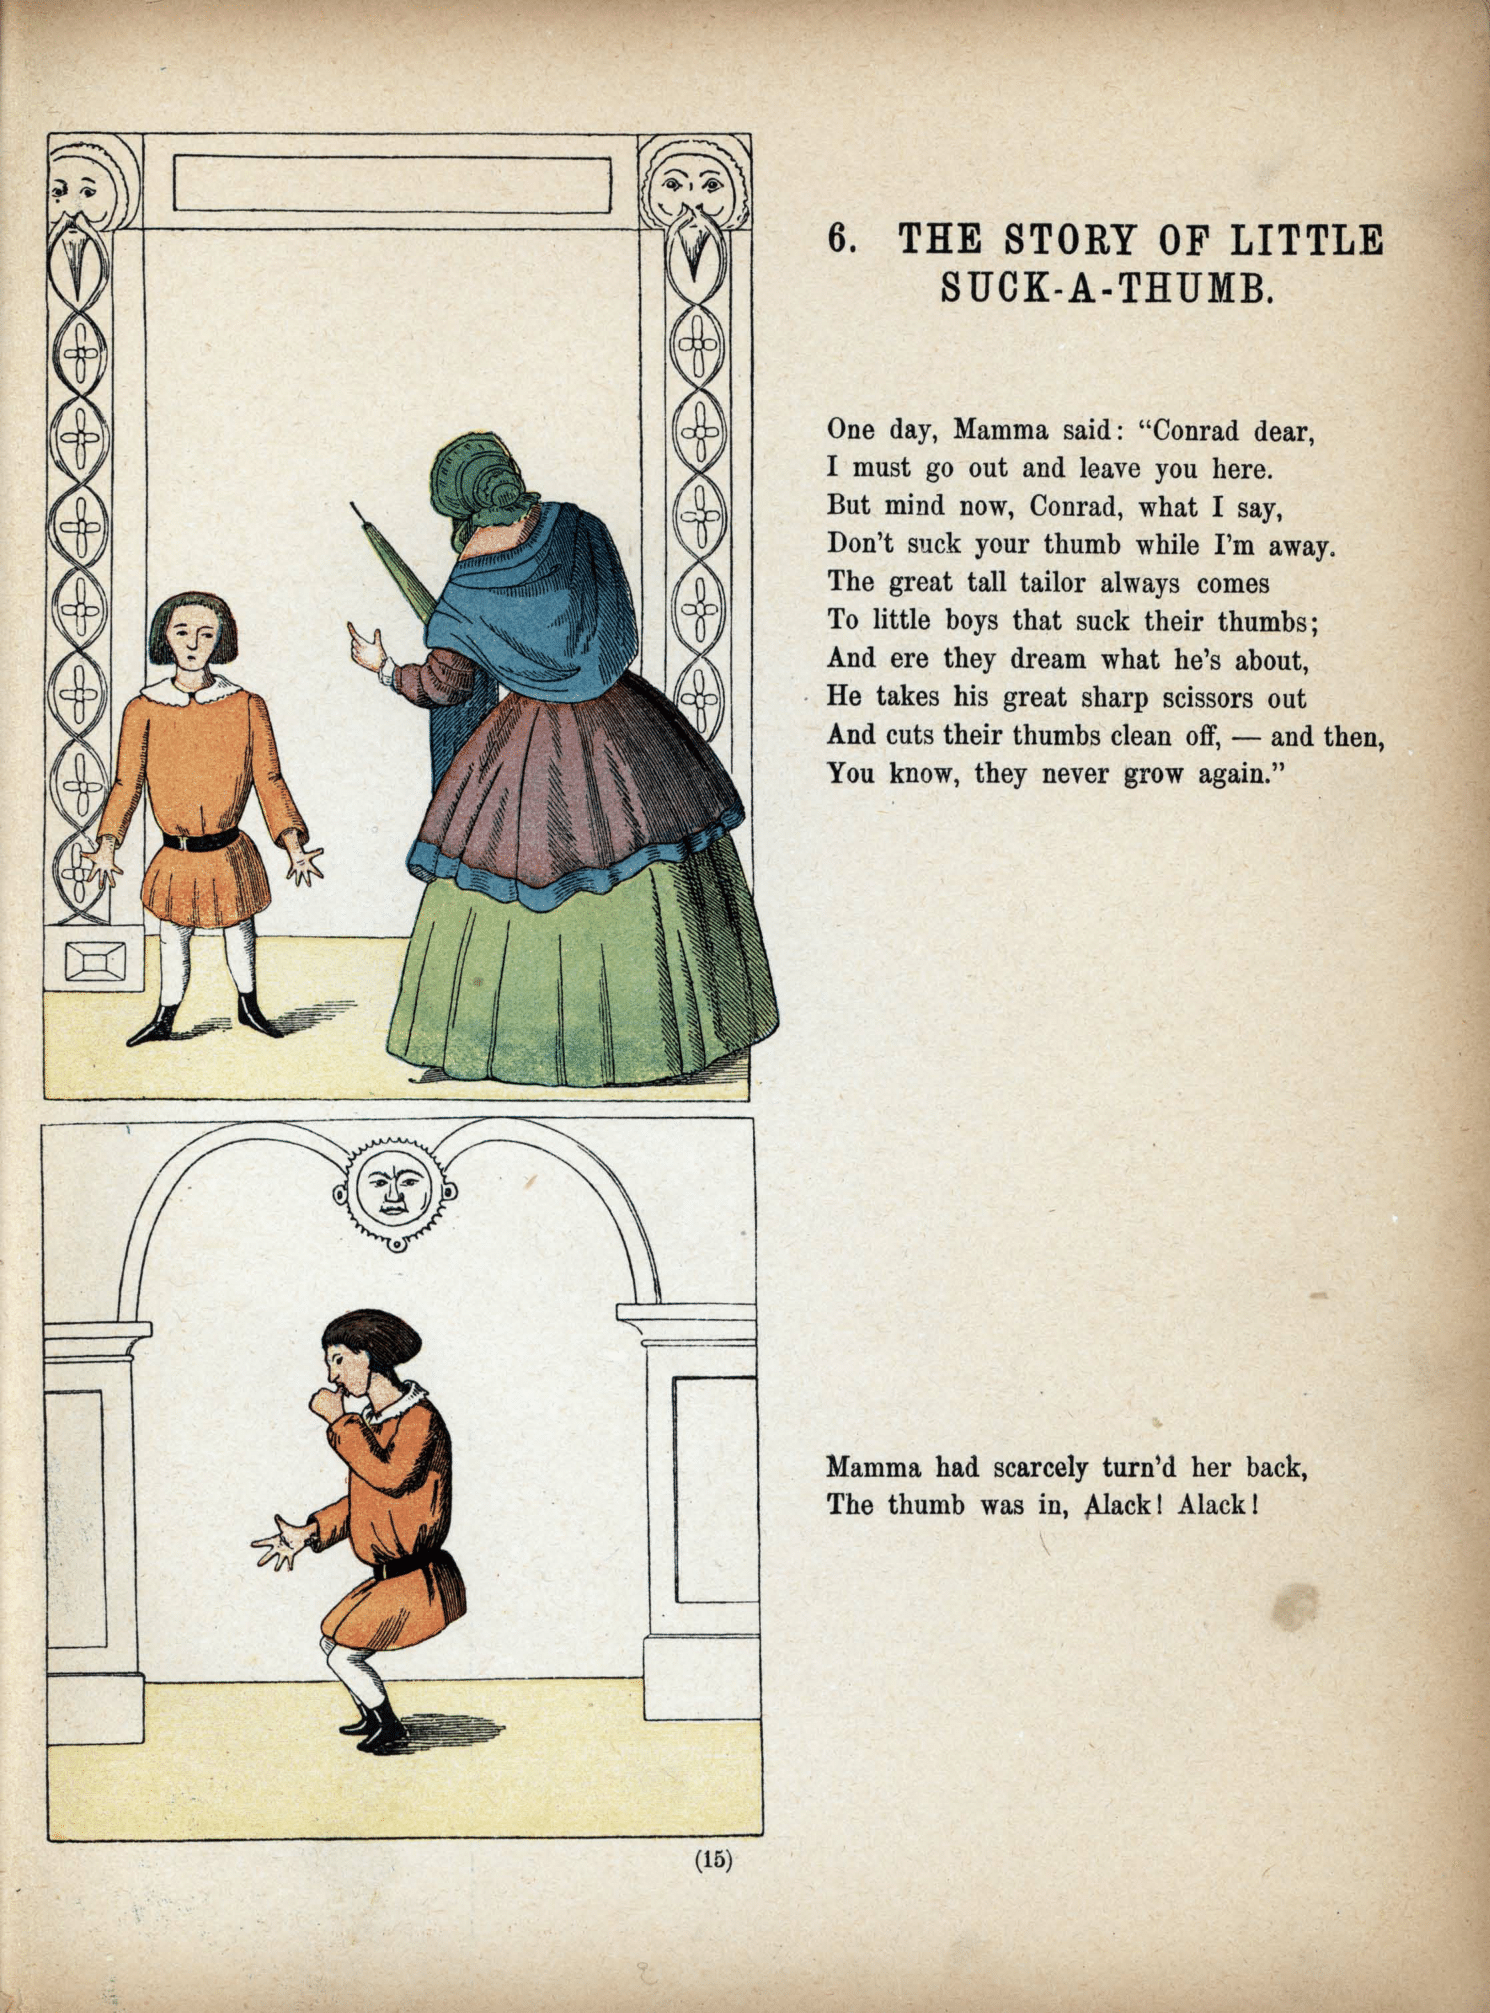 6. THE STORY OF LITTLE
SUCK-A-THUMB.
One day, Mamma said: “Conrad dear,
I must go out and leave you here.
But mind now, Conrad, what I say,
Don’t suck your thumb while I’m away.
The great tall tailor always comes
To little boys that suck their thumbs;
And ere they dream what he’s about,
He takes his great sharp scissors out
And cuts their thumbs clean off, — and then,
You know, they never grow again.”
Mamma had scarcely turn’d her back,
The thumb was in, Alack! Alack!
(15)